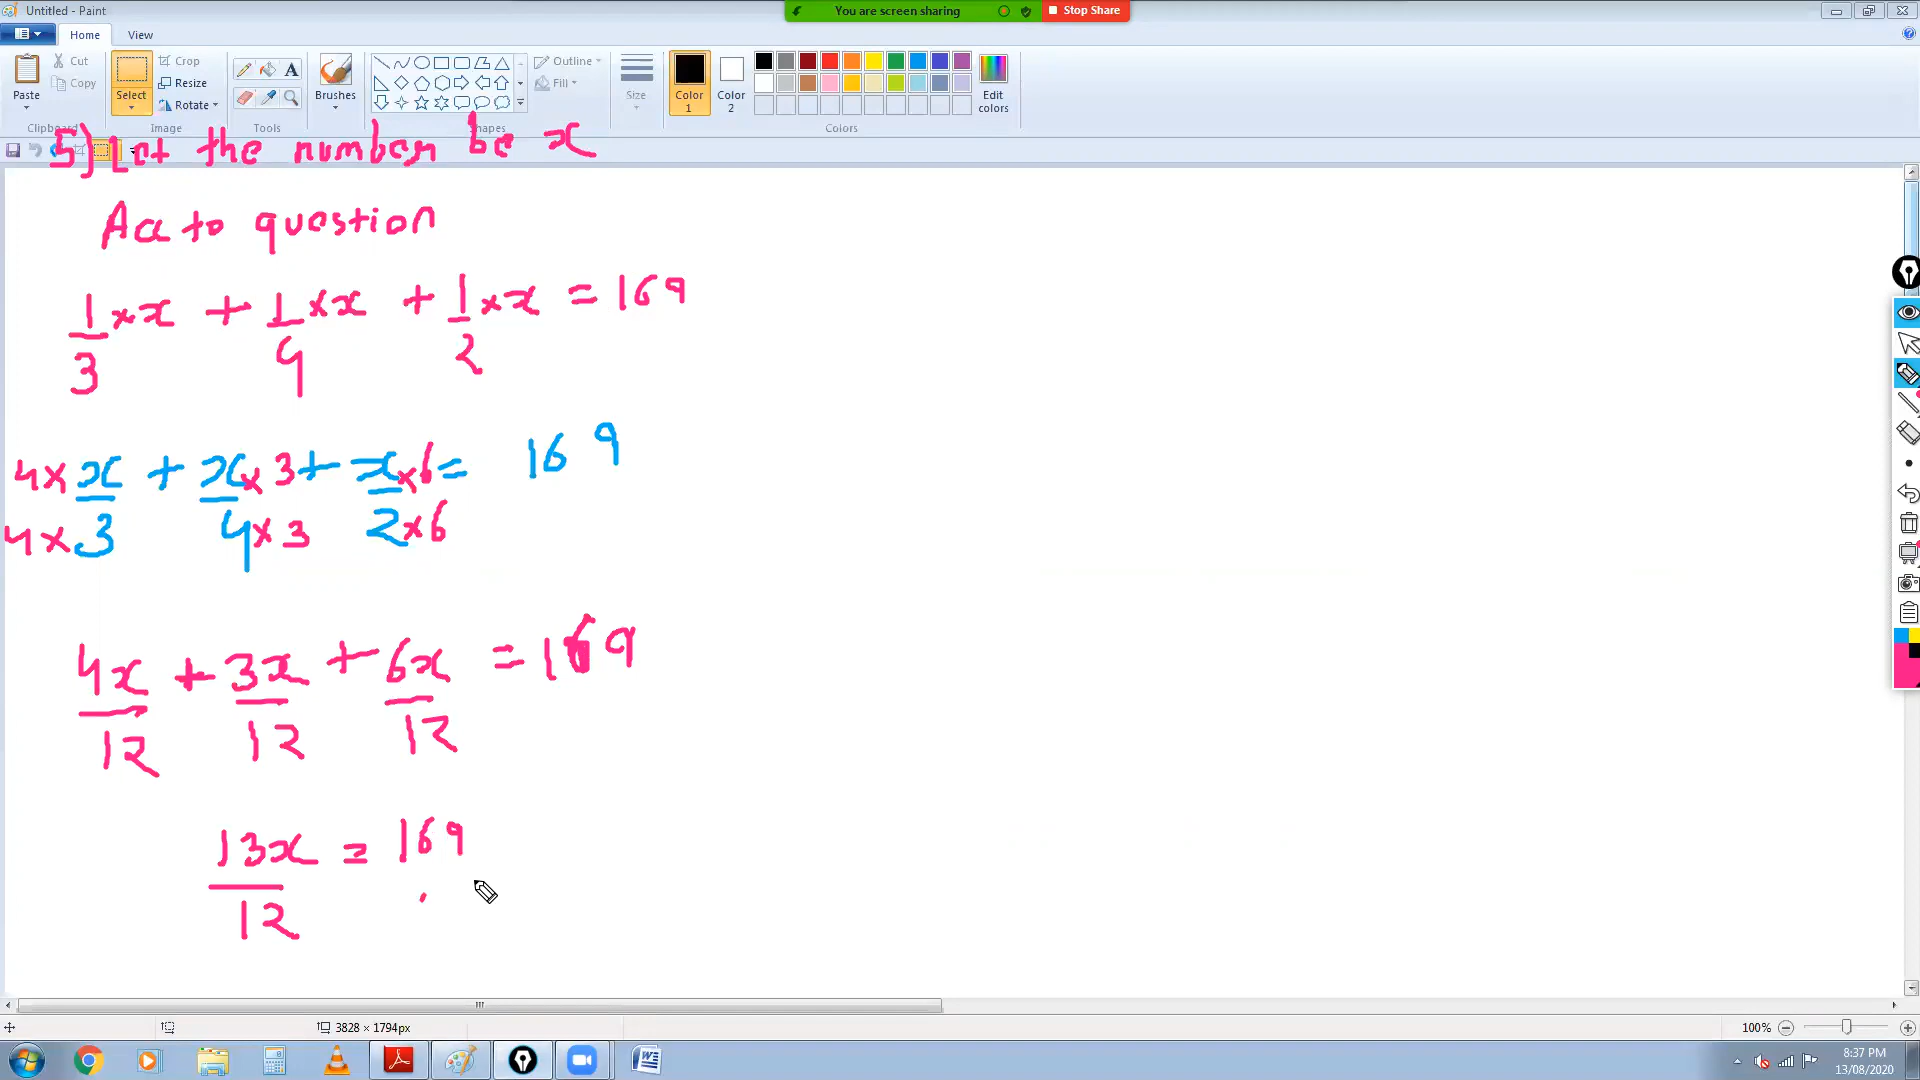 Untitled - Paint
You are screen sharing
Stop Share
Home
View
Paste
Cut
Copy
Clipboard
Select
Crop
Resize
Rotate
Image
Tools
Brushes
Shapes
Outline
Fill
Size
Color 1
Color 2
Edit colors
Colors
5) Let the number be x
Acc to question
1/3 × x + 1/4 × x + 1/2 × x = 169
4×x/4×3 + x×3/4×3 + x×6/2×6 = 169
4x/12 + 3x/12 + 6x/12 = 169
13x/12 = 169
3828 × 1794px
100%
8:37 PM
13/08/2020